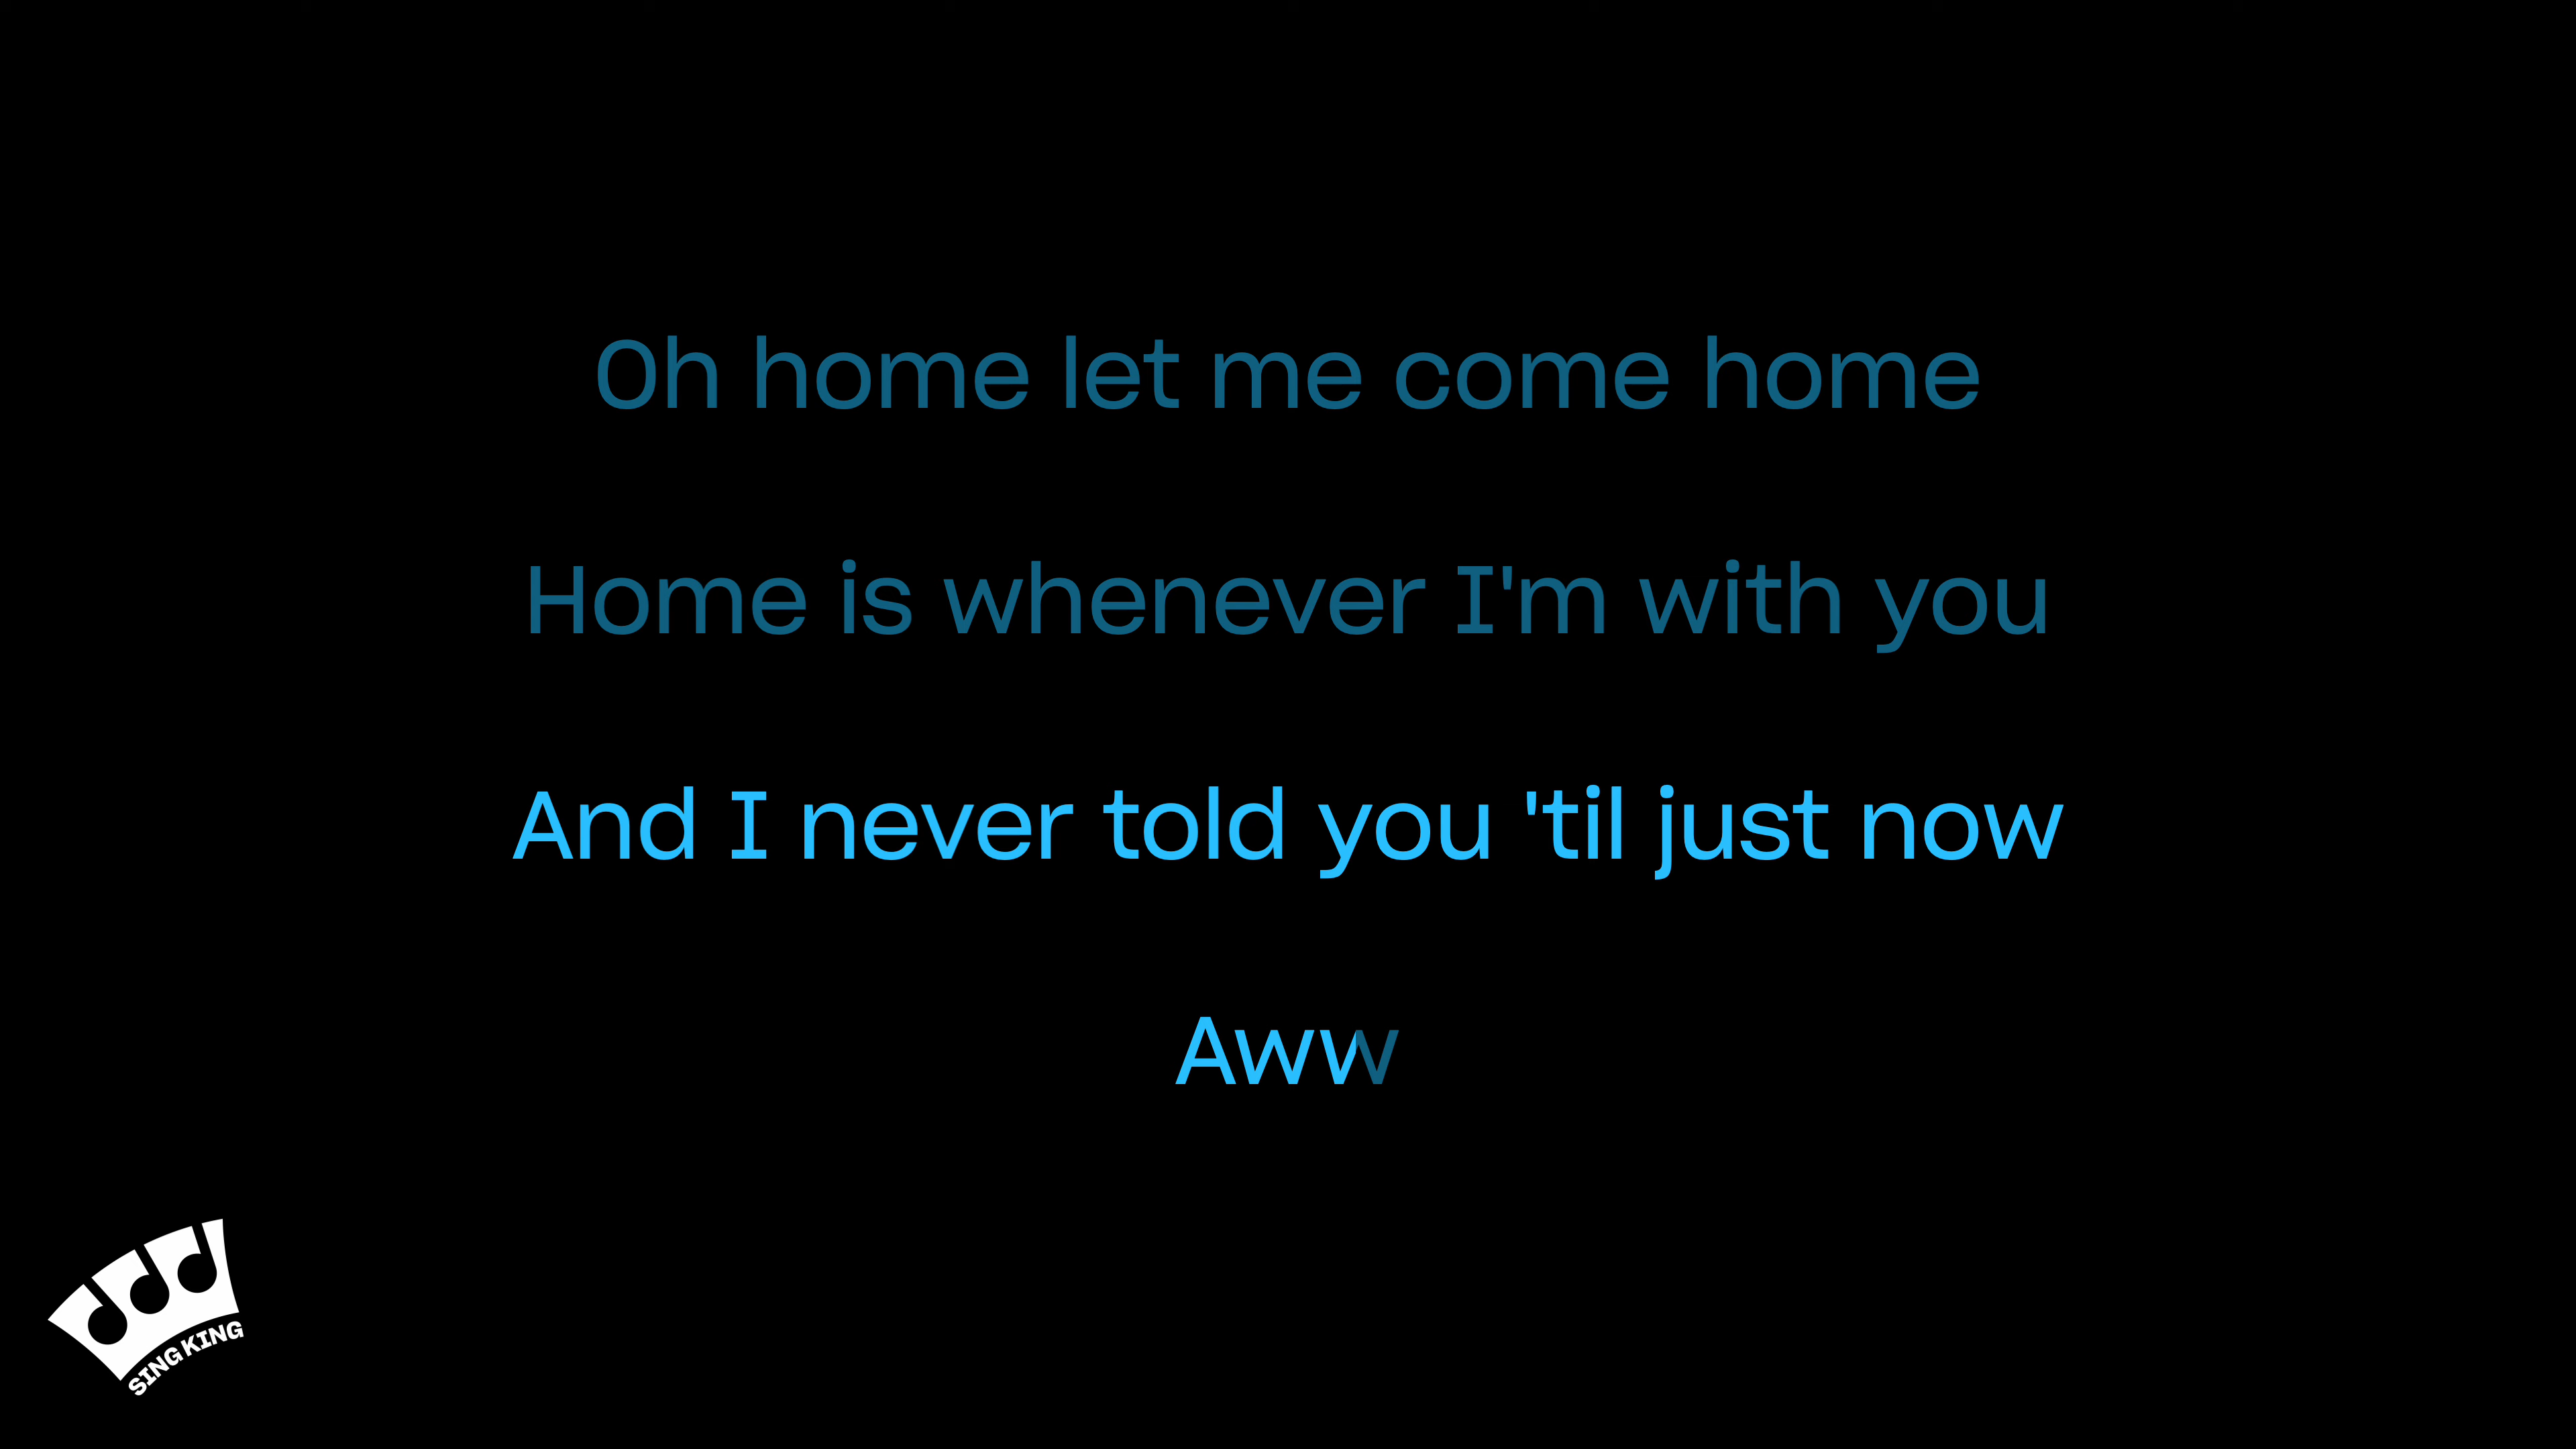 Oh home let me come home
Home is whenever I'm with you
And I never told you 'til just now
Aww
SING KING